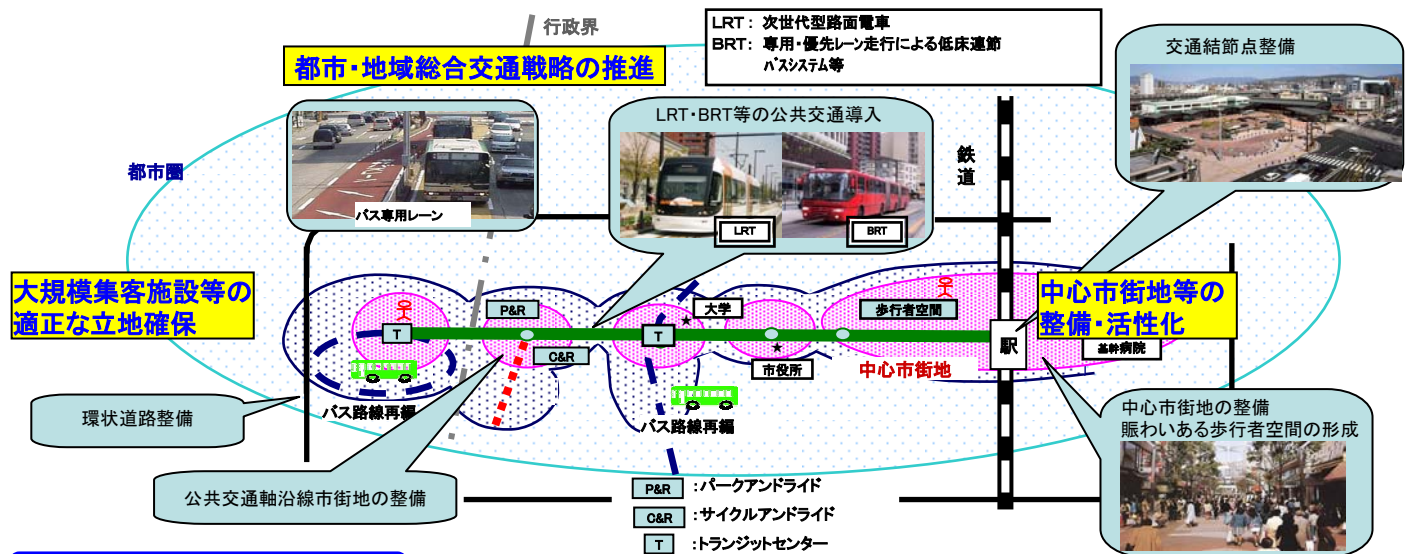 行政界
LRT： 次世代型路面電車
BRT： 専用・優先レーン走行による低床連節
バスシステム等
交通結節点整備
都市・地域総合交通戦略の推進
LRT・BRT等の公共交通導入
鉄道
都市圏
バス専用レーン
LRT
BRT
大規模集客施設等の
適正な立地確保
P&R
大学
歩行者空間
中心市街地等の
整備・活性化
T
T
C&R
駅
基幹病院
市役所
中心市街地
環状道路整備
バス路線再編
バス路線再編
中心市街地の整備
賑わいある歩行者空間の形成
公共交通軸沿線市街地の整備
P&R ：パークアンドライド
C&R ：サイクルアンドライド
T ：トランジットセンター